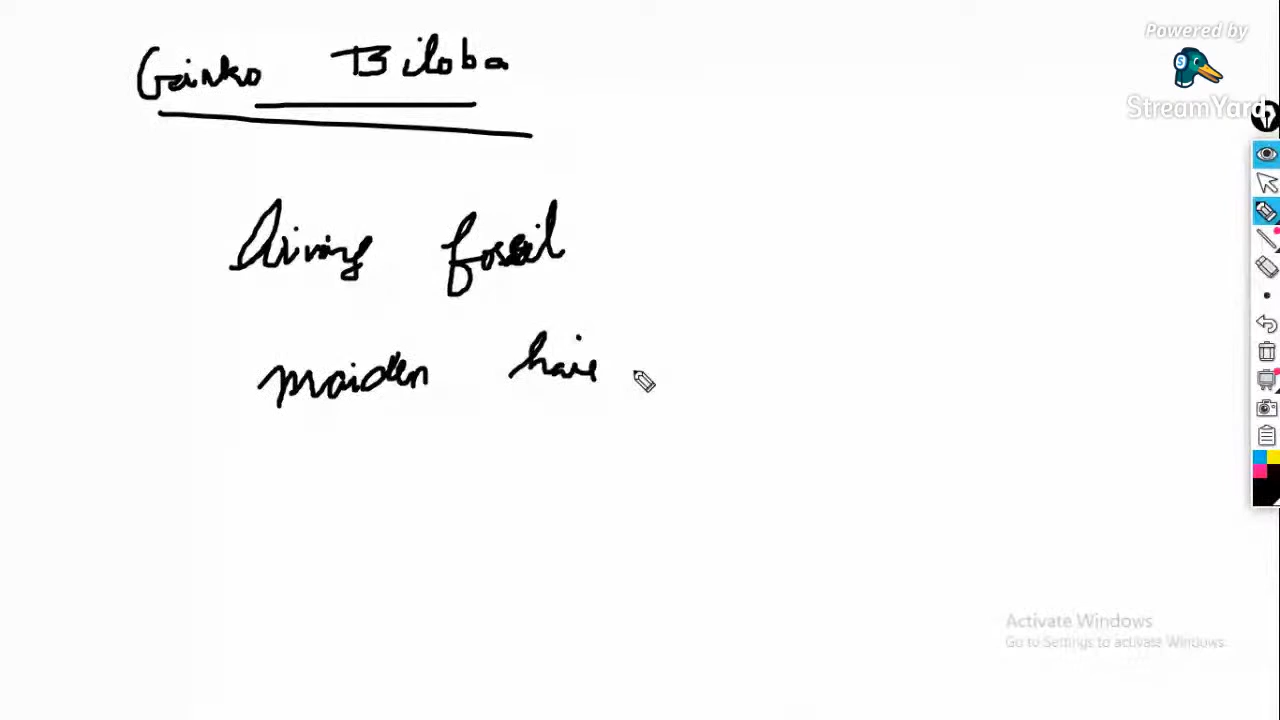 Powered by
StreamYard
Ginko Biloba
Living fossil
maiden hair
Activate Windows
Go to Settings to activate Windows.